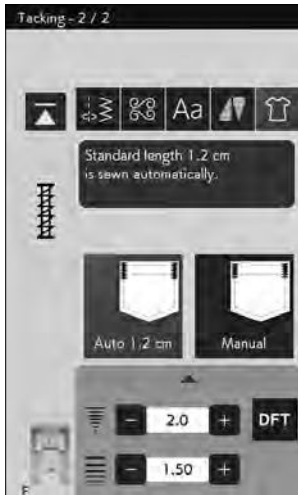 Tacking - 2 / 2
Aa
Standard length 1.2 cm
is sewn automatically.
Auto 1.2 cm
Manual
2.0
DFT
1.50
F